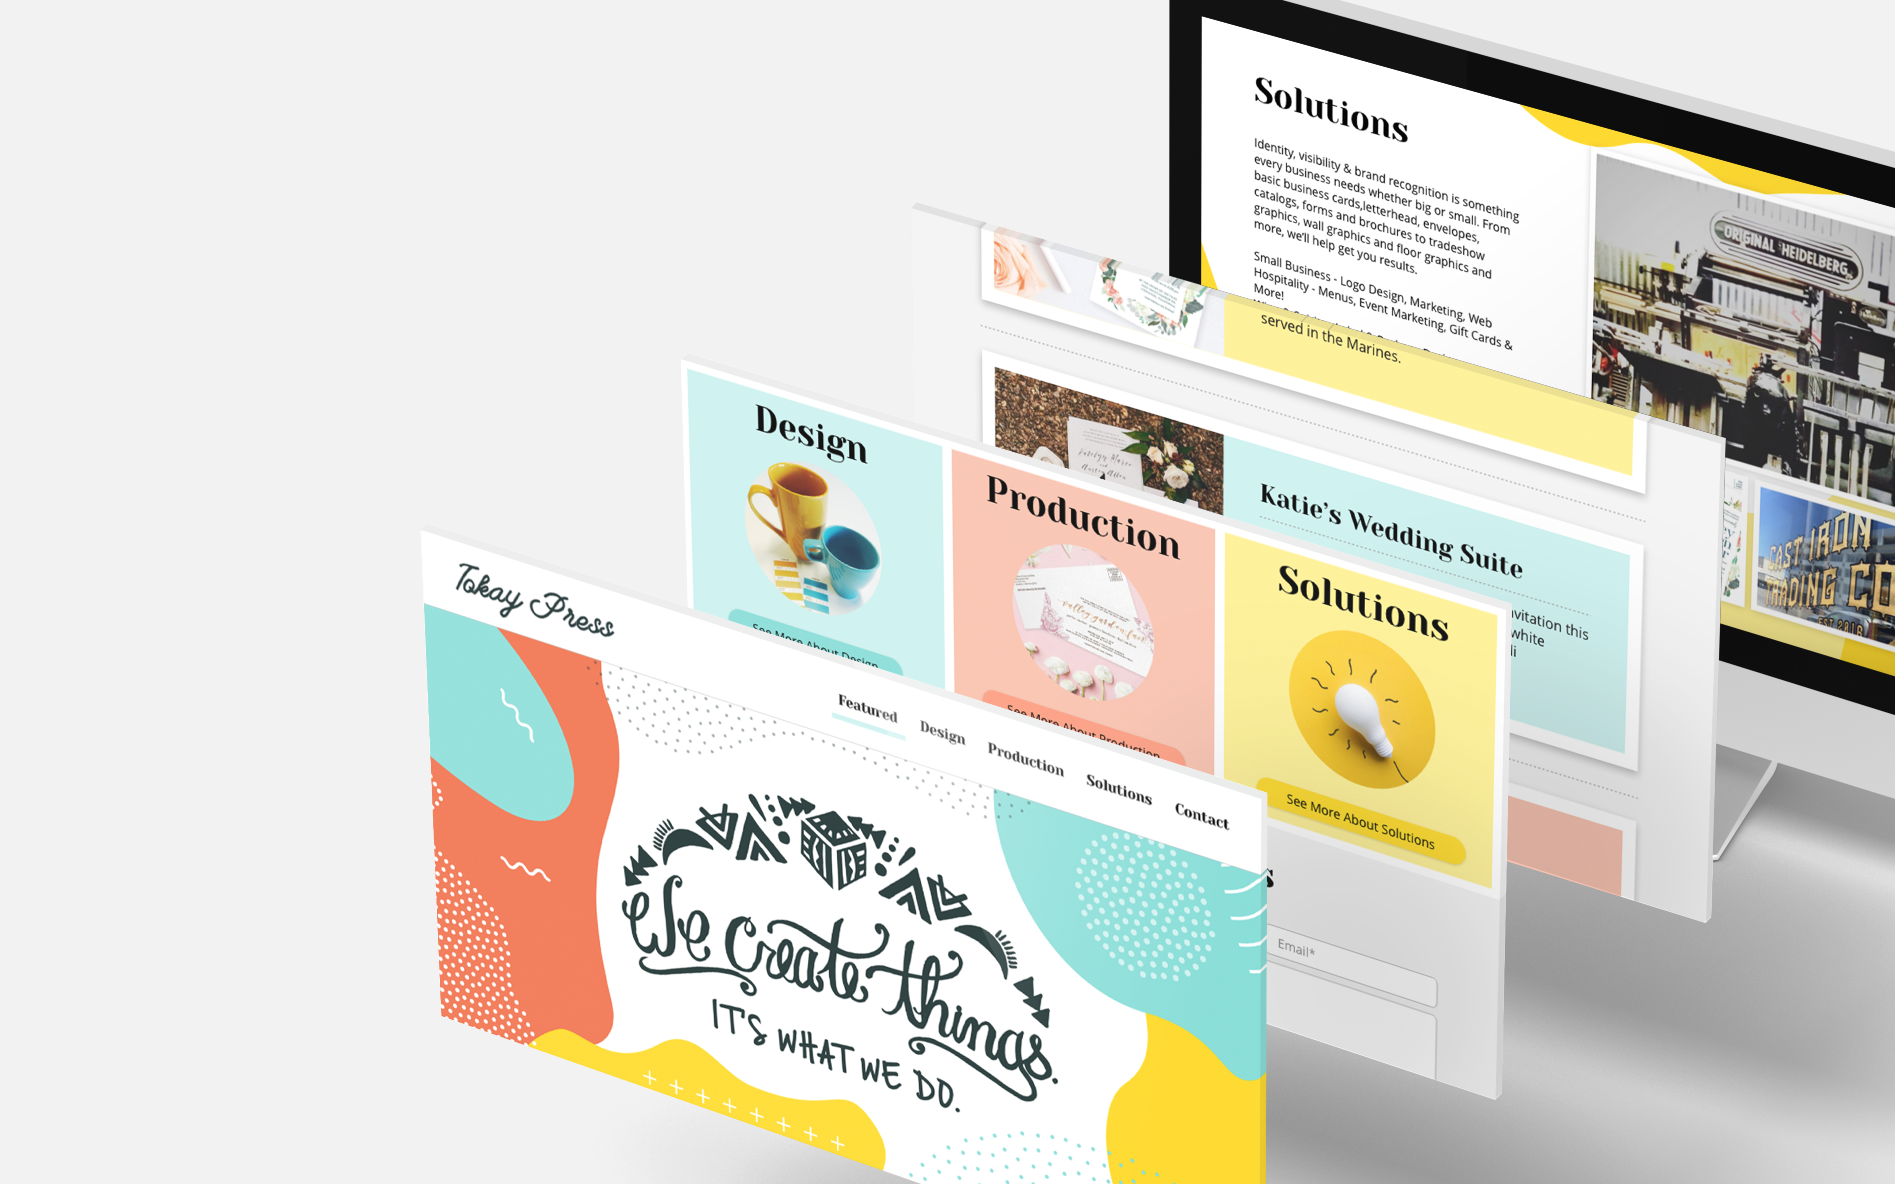 Solutions
Identity, visibility & brand recognition is something
every business needs whether big or small. From
basic business cards,letterhead, envelopes,
catalogs, forms and brochures to tradeshow
graphics, wall graphics and floor graphics and
more, we'll help get you results.
Small Business - Logo Design, Marketing, Web
Hospitality - Menus, Event Marketing, Gift Cards &
More!
ORIGINAL HEIDELBERG
CAST IRON
TRADING CO
EST 2016
served in the Marines.
Katie's Wedding Suite
invitation this
white
Design
See More About Design
Production
See More About Production
Solutions
See More About Solutions
Email*
Tokay Press
Featured
Design
Production
Solutions
Contact
We Create things.
IT'S WHAT WE DO.